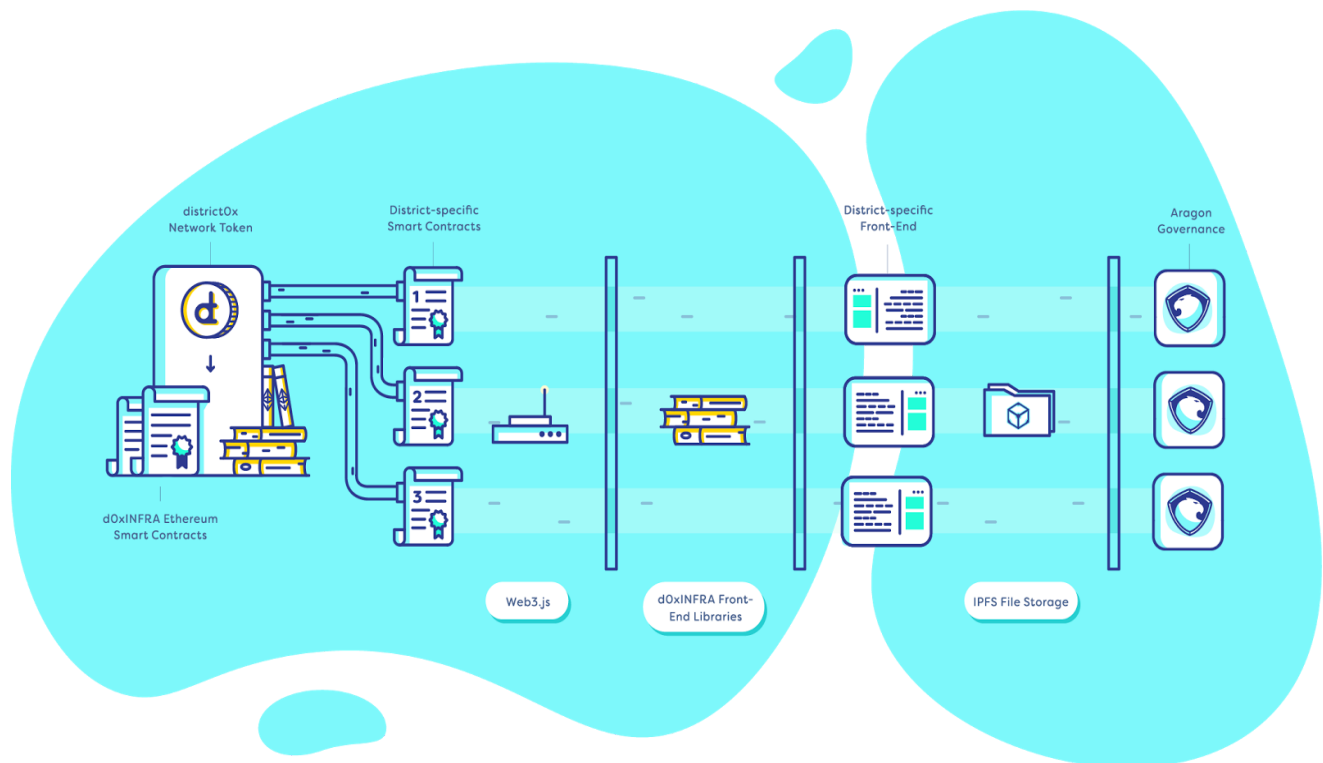 district0x
Network Token
District-specific
Smart Contracts
District-specific
Front-End
Aragon
Governance
d
1
2
3
d0xINFRA Ethereum
Smart Contracts
Web3.js
d0xINFRA Front-
End Libraries
IPFS File Storage